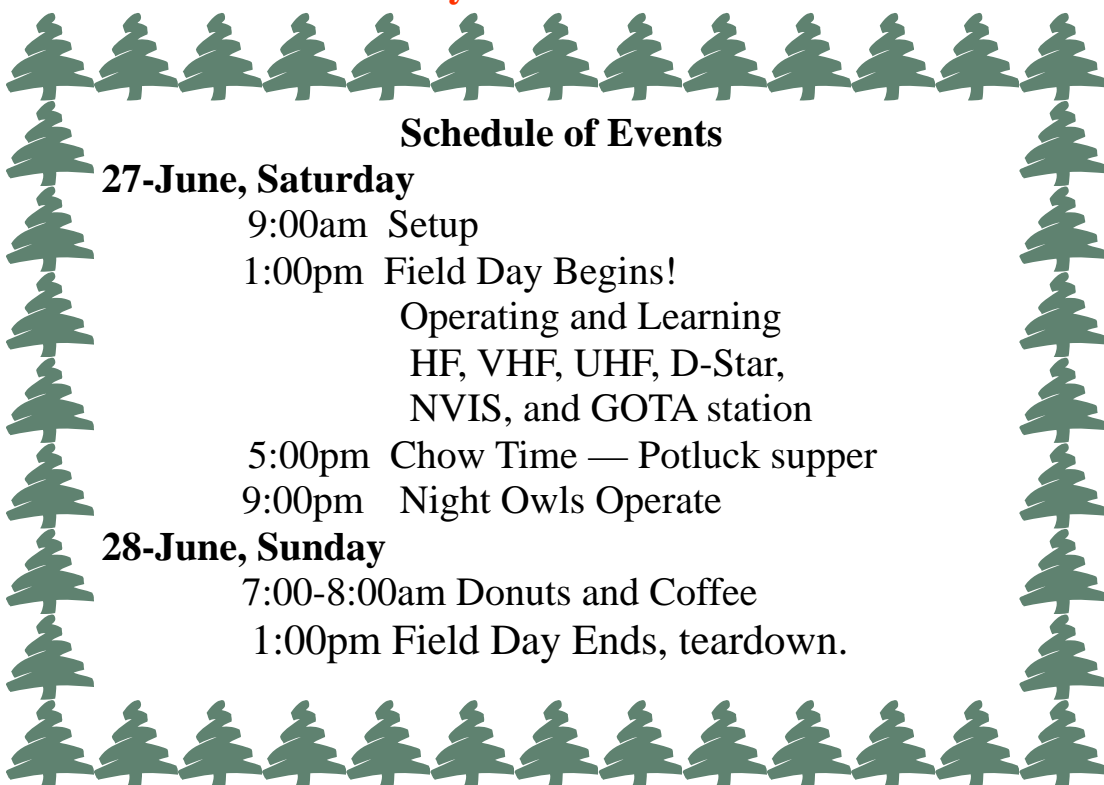 Schedule of Events
27-June, Saturday
9:00am Setup
1:00pm Field Day Begins!
Operating and Learning
HF, VHF, UHF, D-Star,
NVIS, and GOTA station
5:00pm Chow Time — Potluck supper
9:00pm Night Owls Operate
28-June, Sunday
7:00-8:00am Donuts and Coffee
1:00pm Field Day Ends, teardown.